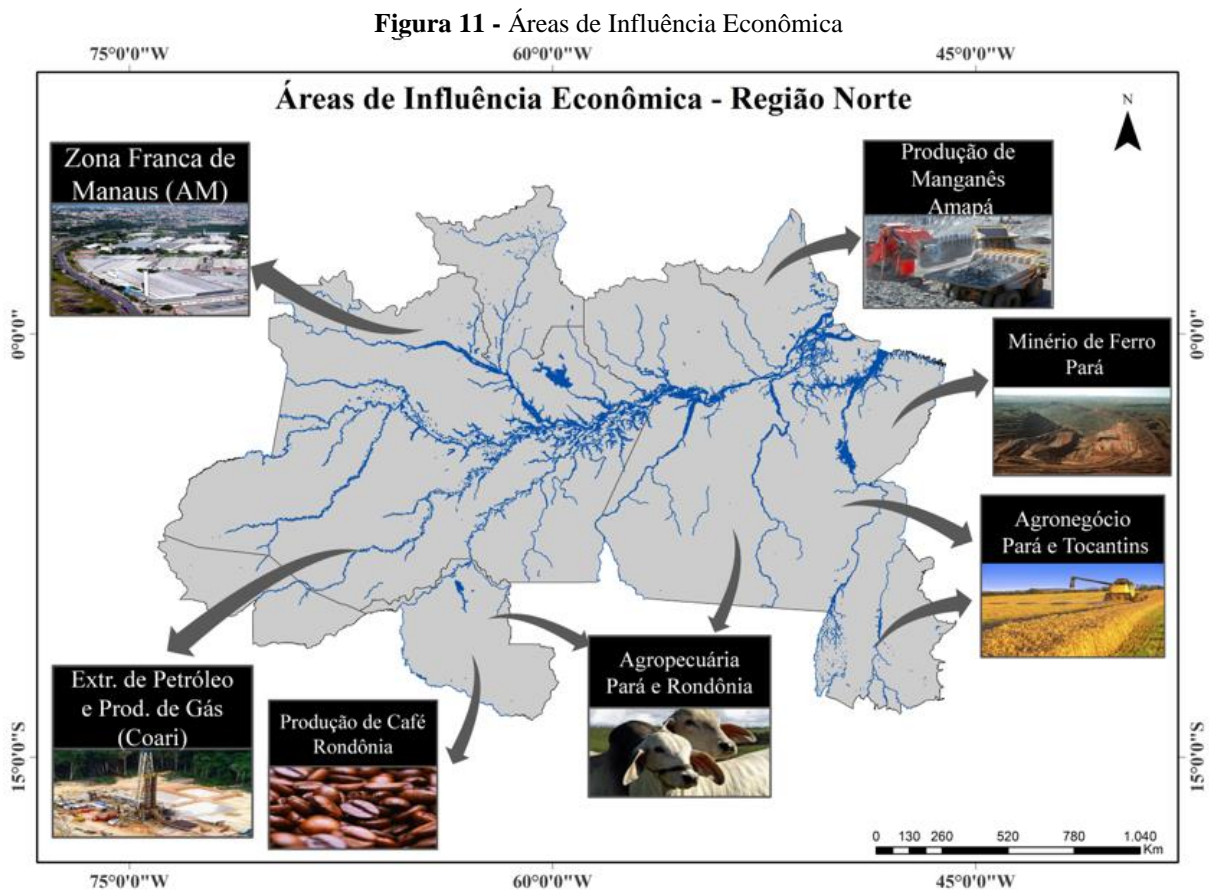 Figura 11 - Áreas de Influência Econômica
75°0'0"W
60°0'0"W
45°0'0"W
Áreas de Influência Econômica - Região Norte
N
Zona Franca de
Manaus (AM)
Produção de
Manganês
Amapá
0°0'0"
0°0'0"
Minério de Ferro
Pará
Agronegócio
Pará e Tocantins
Agropecuária
Pará e Rondônia
Extr. de Petróleo
e Prod. de Gás
(Coari)
Produção de Café
Rondônia
15°0'0"S
15°0'0"S
0 130 260 520 780 1.040
Km
75°0'0"W
60°0'0"W
45°0'0"W